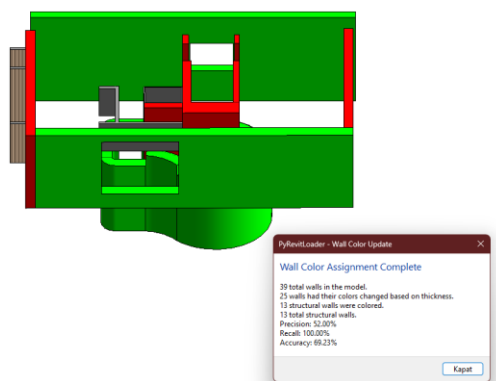 PyRevitLoader - Wall Color Update
Wall Color Assignment Complete
39 total walls in the model.
25 walls had their colors changed based on thickness.
13 structural walls were colored.
13 total structural walls.
Precision: 52.00%
Recall: 100.00%
Accuracy: 69.23%
Kapat